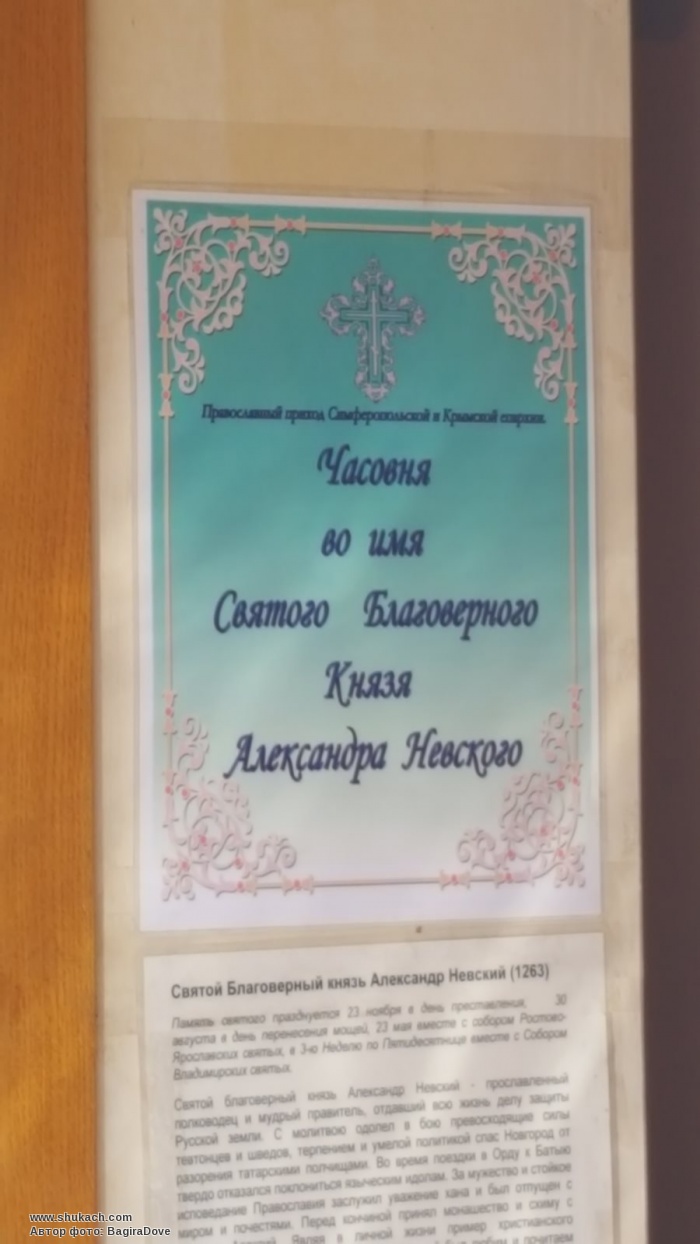 Православный приход Симферопольской и Крымской епархии.
Часовня
во имя
Святого Благоверного
Князя
Александра Невского
Святой Благоверный князь Александр Невский (1263)
Память святого празднуется 23 ноября в день преставления, 30
августа в день перенесения мощей, 23 мая вместе с собором Ростово-
Ярославских святых, в 3-ю Неделю по Пятидесятнице вместе с Собором
Владимирских святых.
Святой благоверный князь Александр Невский - прославленный
полководец и мудрый правитель, отдавший всю жизнь делу защиты
Русской земли. С молитвою одолел в бою превосходящие силы
тевтонцев и шведов, терпением и умелой политикой спас Новгород от
разорения татарскими полчищами. Во время поездки в Орду к Батыю
твердо отказался поклониться языческим идолам. За мужество и стойкое
исповедание Православия заслужил уважение хана и был отпущен с
миром и почестями. Перед кончиной принял монашество и схиму с
Являя в личной жизни пример христианского
www.shukach.com
Автор фото: BagiraDove